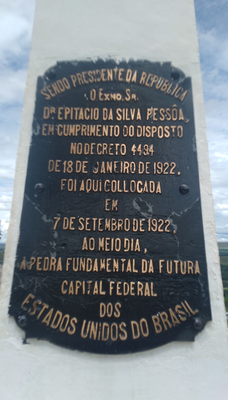 SENDO PRESIDENTE DA REPUBLICA
O EXMO. SR.
DR EPITACIO DA SILVA PESSÔA,
EM CUMPRIMENTO DO DISPOSTO
NO DECRETO 4494
DE 18 DE JANEIRO DE 1922,
FOI AQUI COLLOCADA
EM
7 DE SETEMBRO DE 1922,
AO MEIO DIA,
A PEDRA FUNDAMENTAL DA FUTURA
CAPITAL FEDERAL
DOS
ESTADOS UNIDOS DO BRASIL